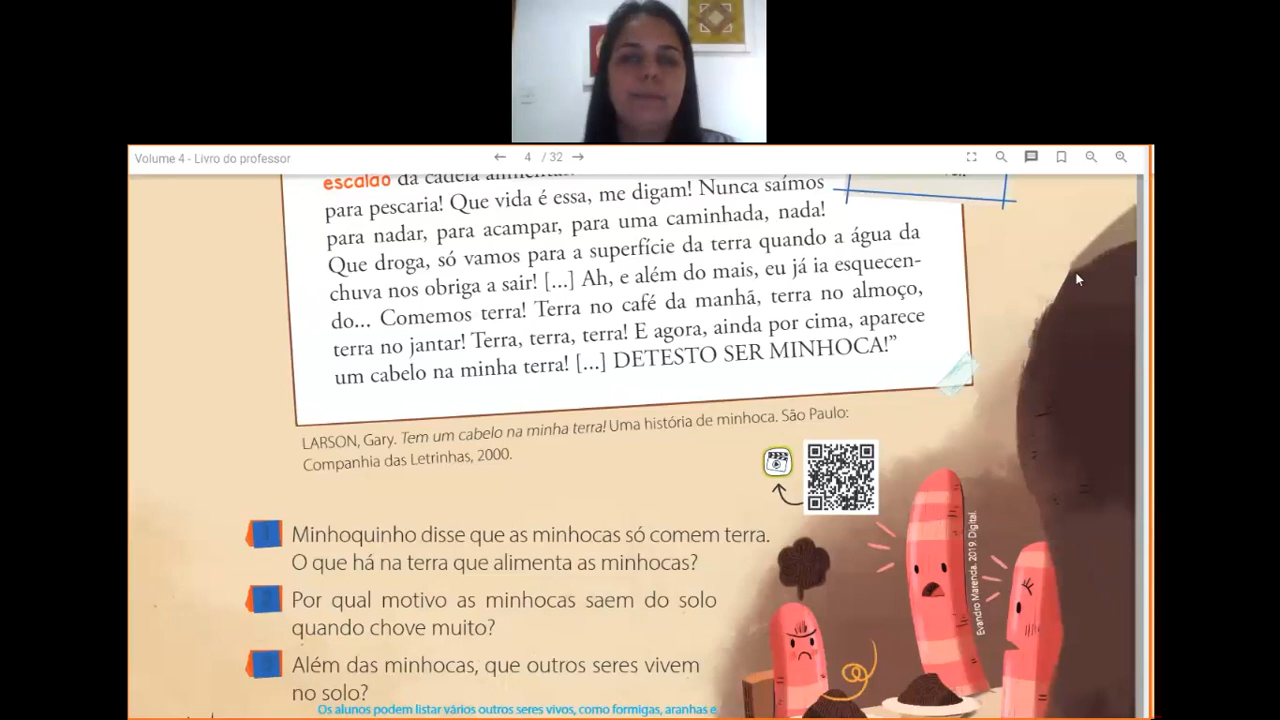 Volume 4 - Livro do professor
4 / 32
escalão da cadeia alimentar.
para pescaria! Que vida é essa, me digam! Nunca saímos
para nadar, para acampar, para uma caminhada, nada!
Que droga, só vamos para a superfície da terra quando a água da
chuva nos obriga a sair! [...] Ah, e além do mais, eu já ia esquecen-
do... Comemos terra! Terra no café da manhã, terra no almoço,
terra no jantar! Terra, terra, terra! E agora, ainda por cima, aparece
um cabelo na minha terra! [...] DETESTO SER MINHOCA!”
LARSON, Gary. Tem um cabelo na minha terra! Uma história de minhoca. São Paulo:
Companhia das Letrinhas, 2000.
1 Minhoquinho disse que as minhocas só comem terra.
O que há na terra que alimenta as minhocas?
2 Por qual motivo as minhocas saem do solo
quando chove muito?
3 Além das minhocas, que outros seres vivem
no solo?
Os alunos podem listar vários outros seres vivos, como formigas, aranhas e
Evandro Marenda. 2019. Digital.